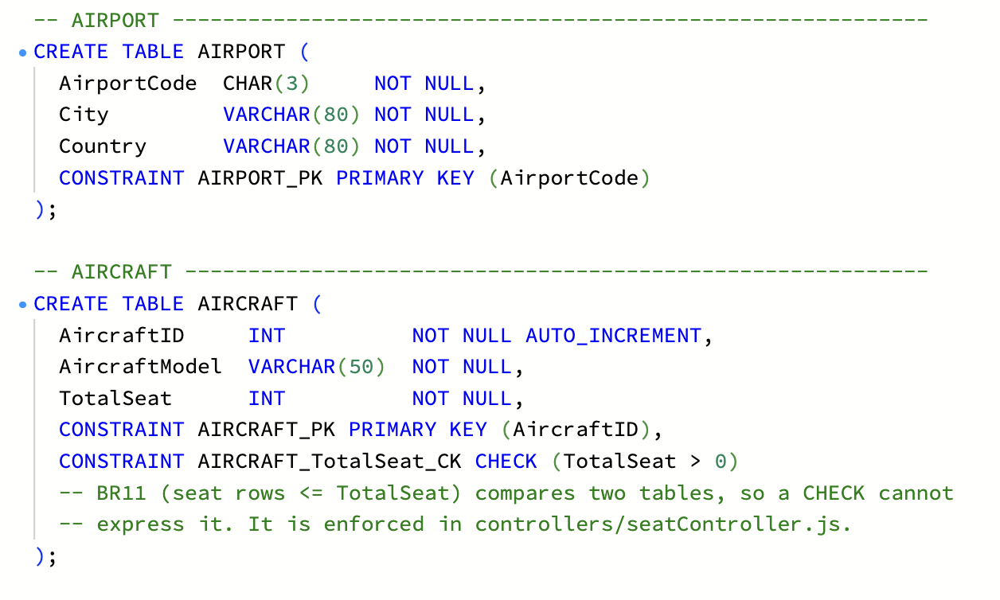 -- AIRPORT ------------------------------------------------------------
CREATE TABLE AIRPORT (
  AirportCode  CHAR(3)     NOT NULL,
  City         VARCHAR(80) NOT NULL,
  Country      VARCHAR(80) NOT NULL,
  CONSTRAINT AIRPORT_PK PRIMARY KEY (AirportCode)
);
-- AIRCRAFT -----------------------------------------------------------
CREATE TABLE AIRCRAFT (
  AircraftID     INT          NOT NULL AUTO_INCREMENT,
  AircraftModel  VARCHAR(50)  NOT NULL,
  TotalSeat      INT          NOT NULL,
  CONSTRAINT AIRCRAFT_PK PRIMARY KEY (AircraftID),
  CONSTRAINT AIRCRAFT_TotalSeat_CK CHECK (TotalSeat > 0)
  -- BR11 (seat rows <= TotalSeat) compares two tables, so a CHECK cannot
  -- express it. It is enforced in controllers/seatController.js.
);